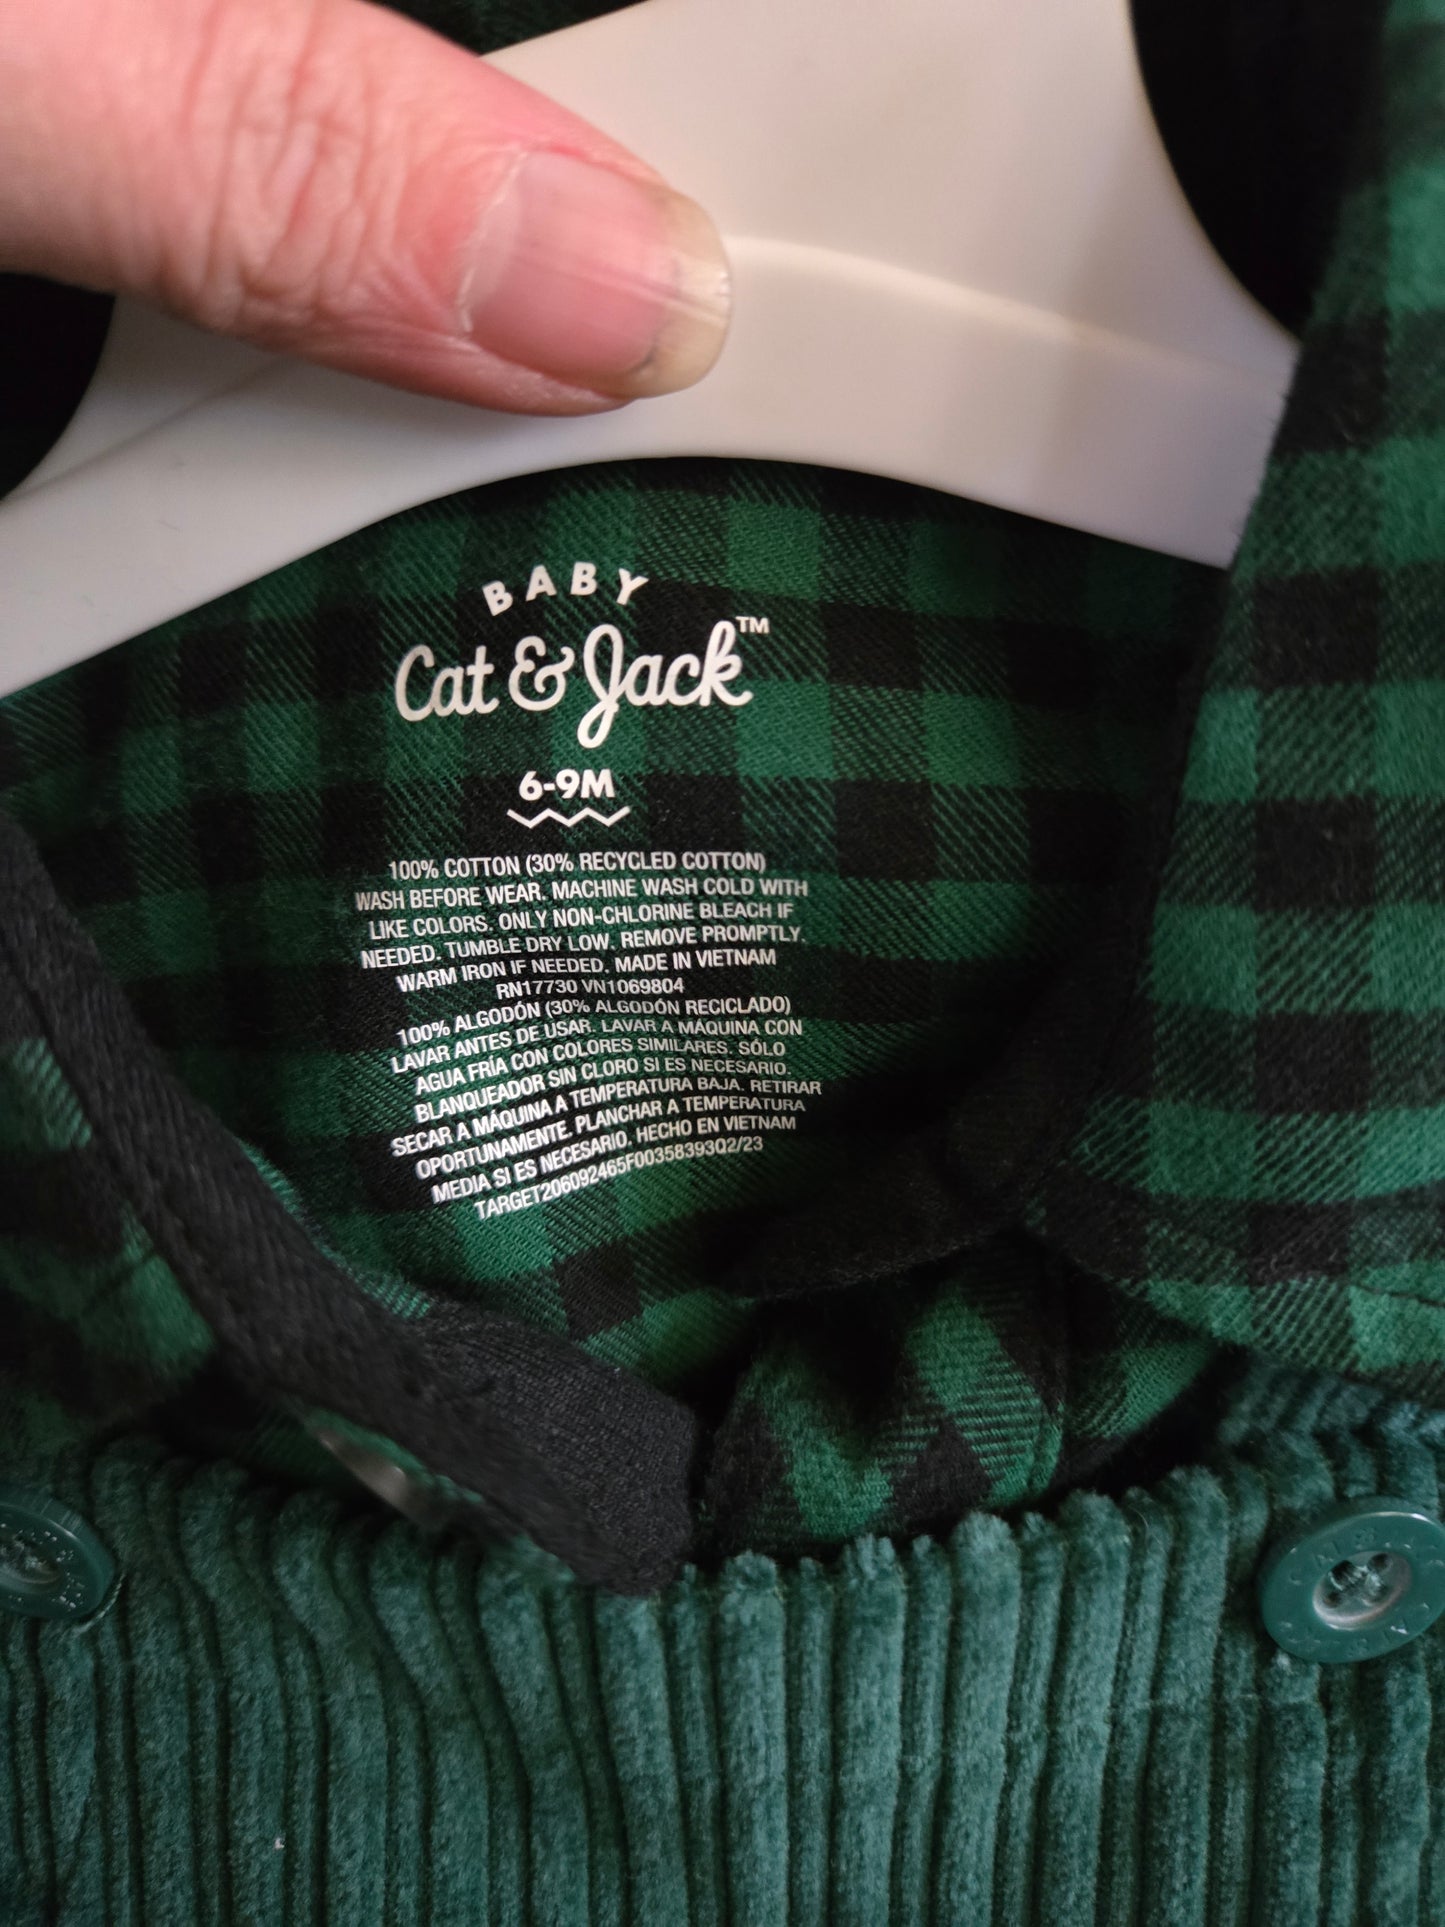 BABY
Cat & Jack™
6-9M
100% COTTON (30% RECYCLED COTTON)
WASH BEFORE WEAR. MACHINE WASH COLD WITH
LIKE COLORS. ONLY NON-CHLORINE BLEACH IF
NEEDED. TUMBLE DRY LOW. REMOVE PROMPTLY.
WARM IRON IF NEEDED. MADE IN VIETNAM
RN17730 VN1069804
100% ALGODÓN (30% ALGODÓN RECICLADO)
LAVAR ANTES DE USAR. LAVAR A MÁQUINA CON
AGUA FRÍA CON COLORES SIMILARES. SÓLO
BLANQUEADOR SIN CLORO SI ES NECESARIO.
SECAR A MÁQUINA A TEMPERATURA BAJA. RETIRAR
OPORTUNAMENTE. PLANCHAR A TEMPERATURA
MEDIA SI ES NECESARIO. HECHO EN VIETNAM
TARGET206092465F00358393Q2/23